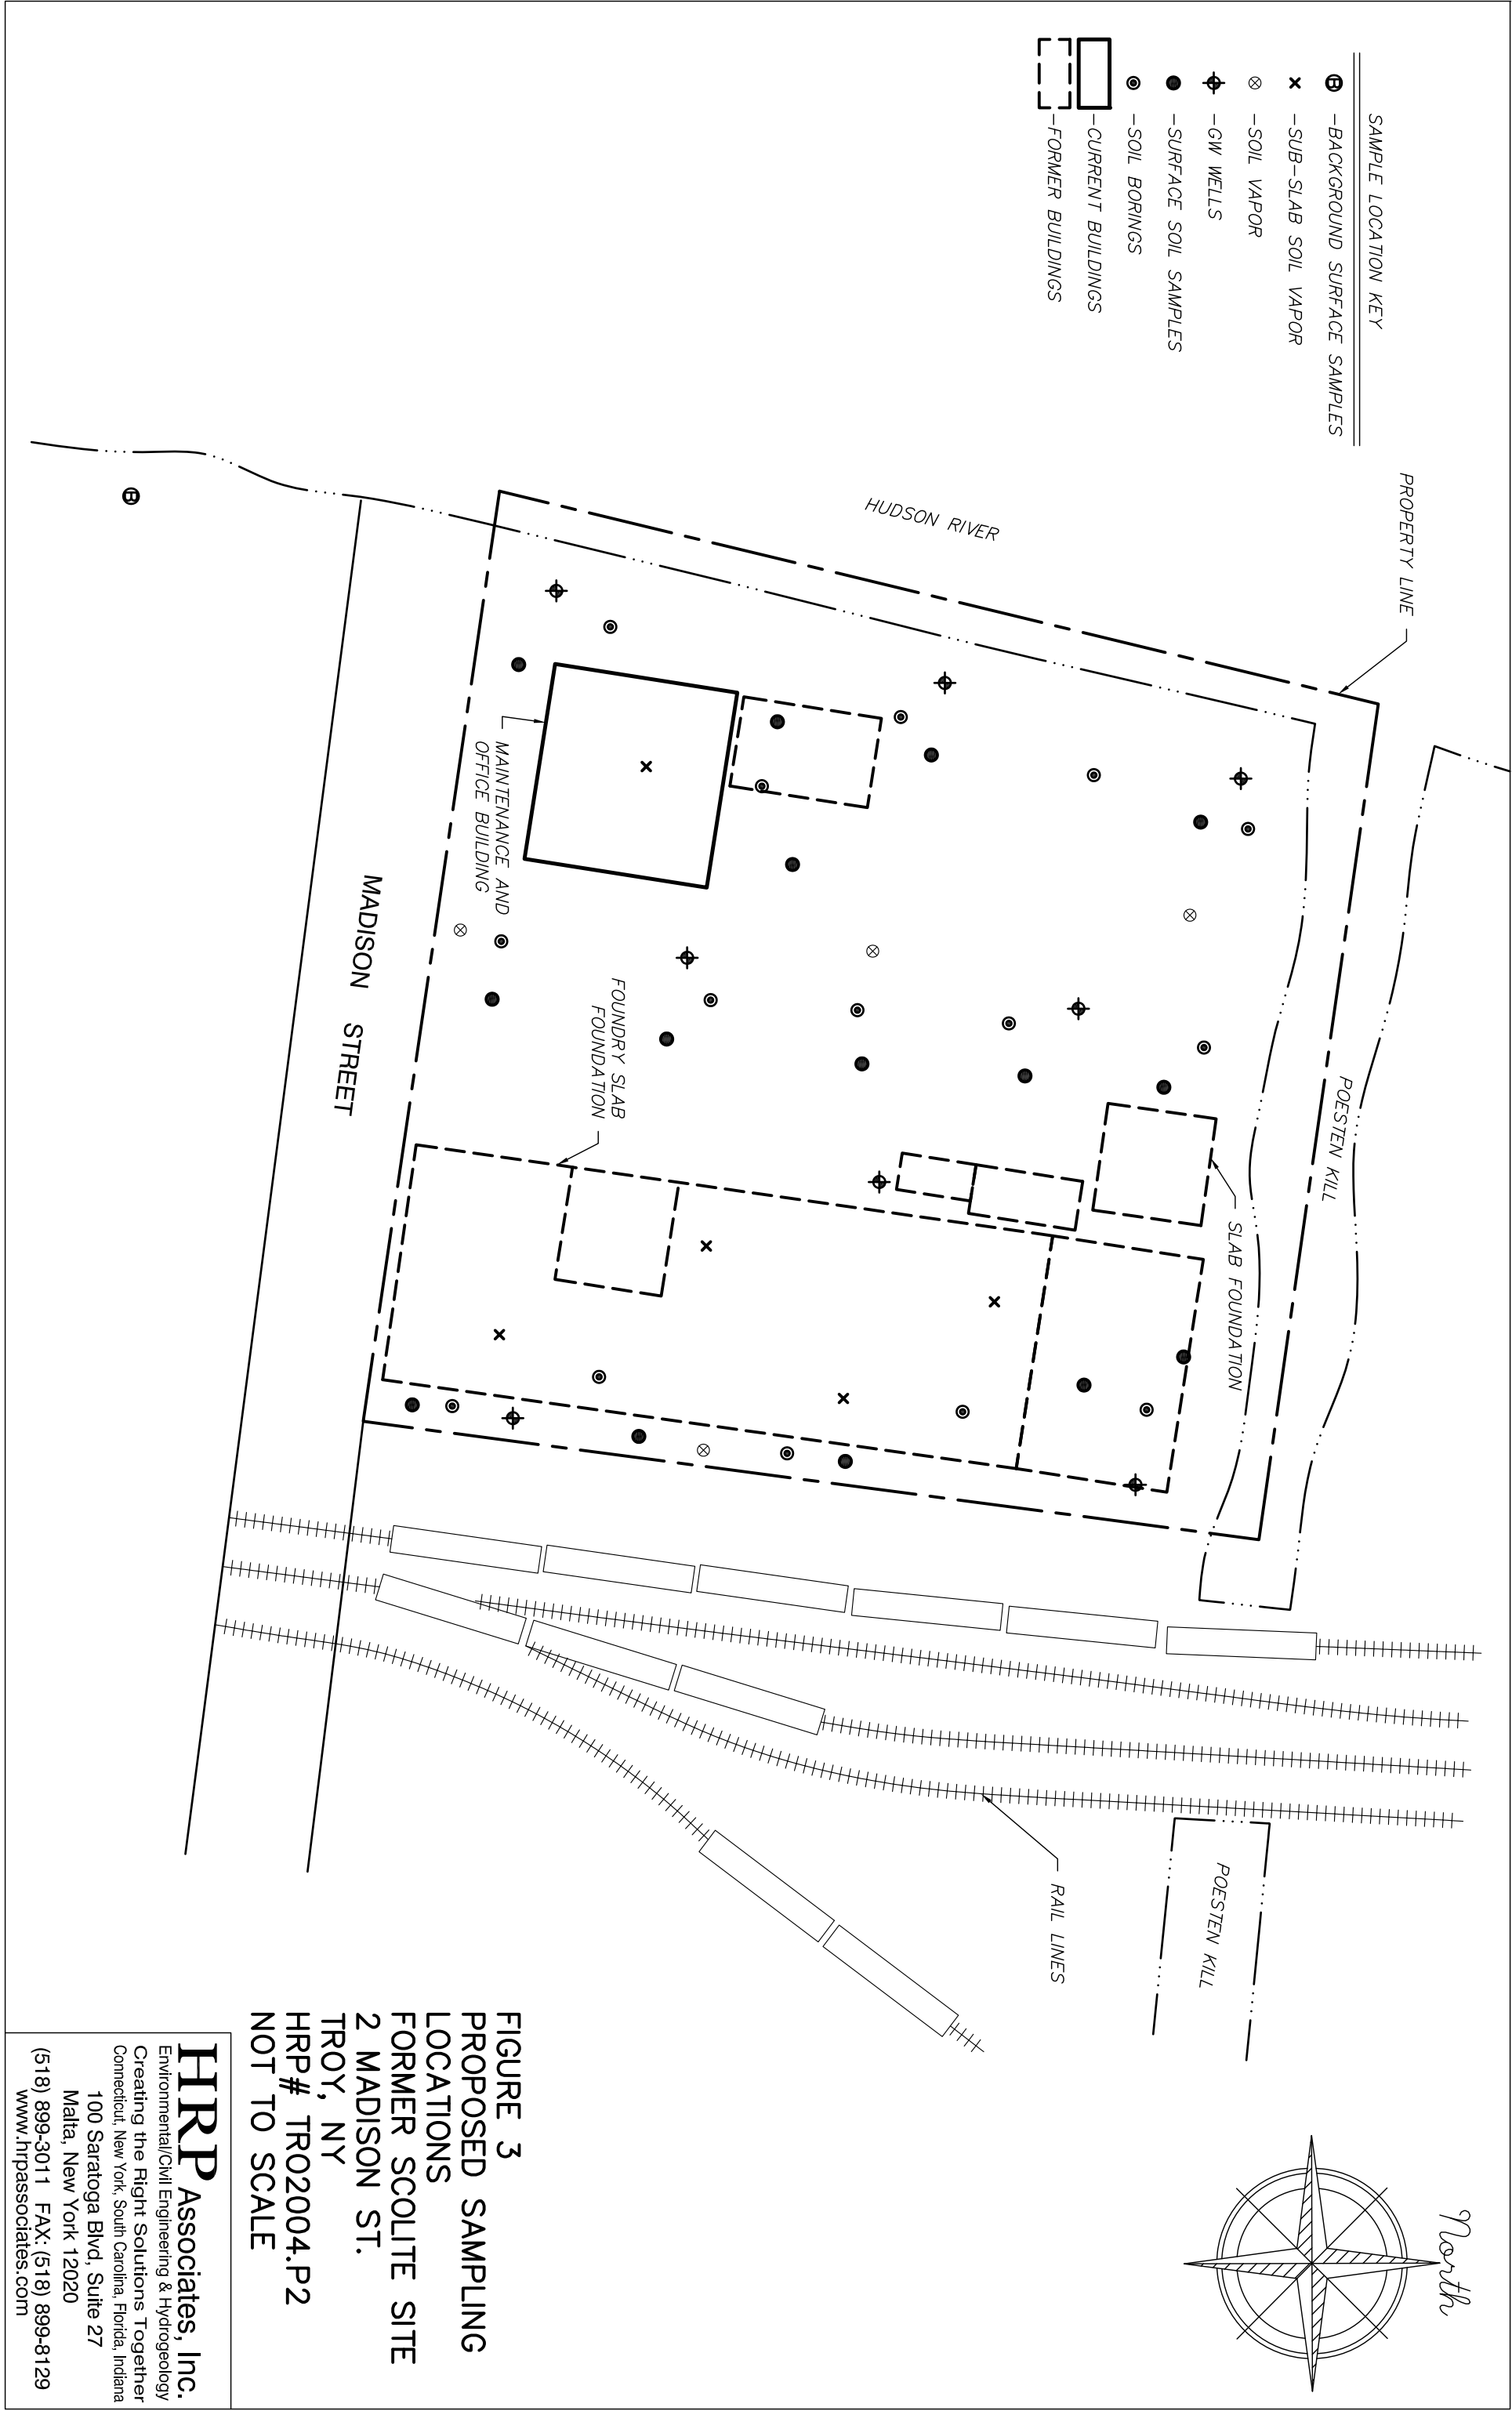 SAMPLE LOCATION KEY
B -BACKGROUND SURFACE SAMPLES
-SUB-SLAB SOIL VAPOR
-SOIL VAPOR
-GW WELLS
-SURFACE SOIL SAMPLES
-SOIL BORINGS
-CURRENT BUILDINGS
-FORMER BUILDINGS
PROPERTY LINE
HUDSON RIVER
B
POESTEN KILL
SLAB FOUNDATION
FOUNDRY SLAB
FOUNDATION
MAINTENANCE AND
OFFICE BUILDING
MADISON STREET
POESTEN KILL
RAIL LINES
North
FIGURE 3
PROPOSED SAMPLING
LOCATIONS
FORMER SCOLITE SITE
2 MADISON ST.
TROY, NY
HRP# TRO2004.P2
NOT TO SCALE
HRP Associates, Inc.
Environmental/Civil Engineering & Hydrogeology
Creating the Right Solutions Together
Connecticut, New York, South Carolina, Florida, Indiana
100 Saratoga Blvd, Suite 27
Malta, New York 12020
(518) 899-3011 FAX: (518) 899-8129
www.hrpassociates.com